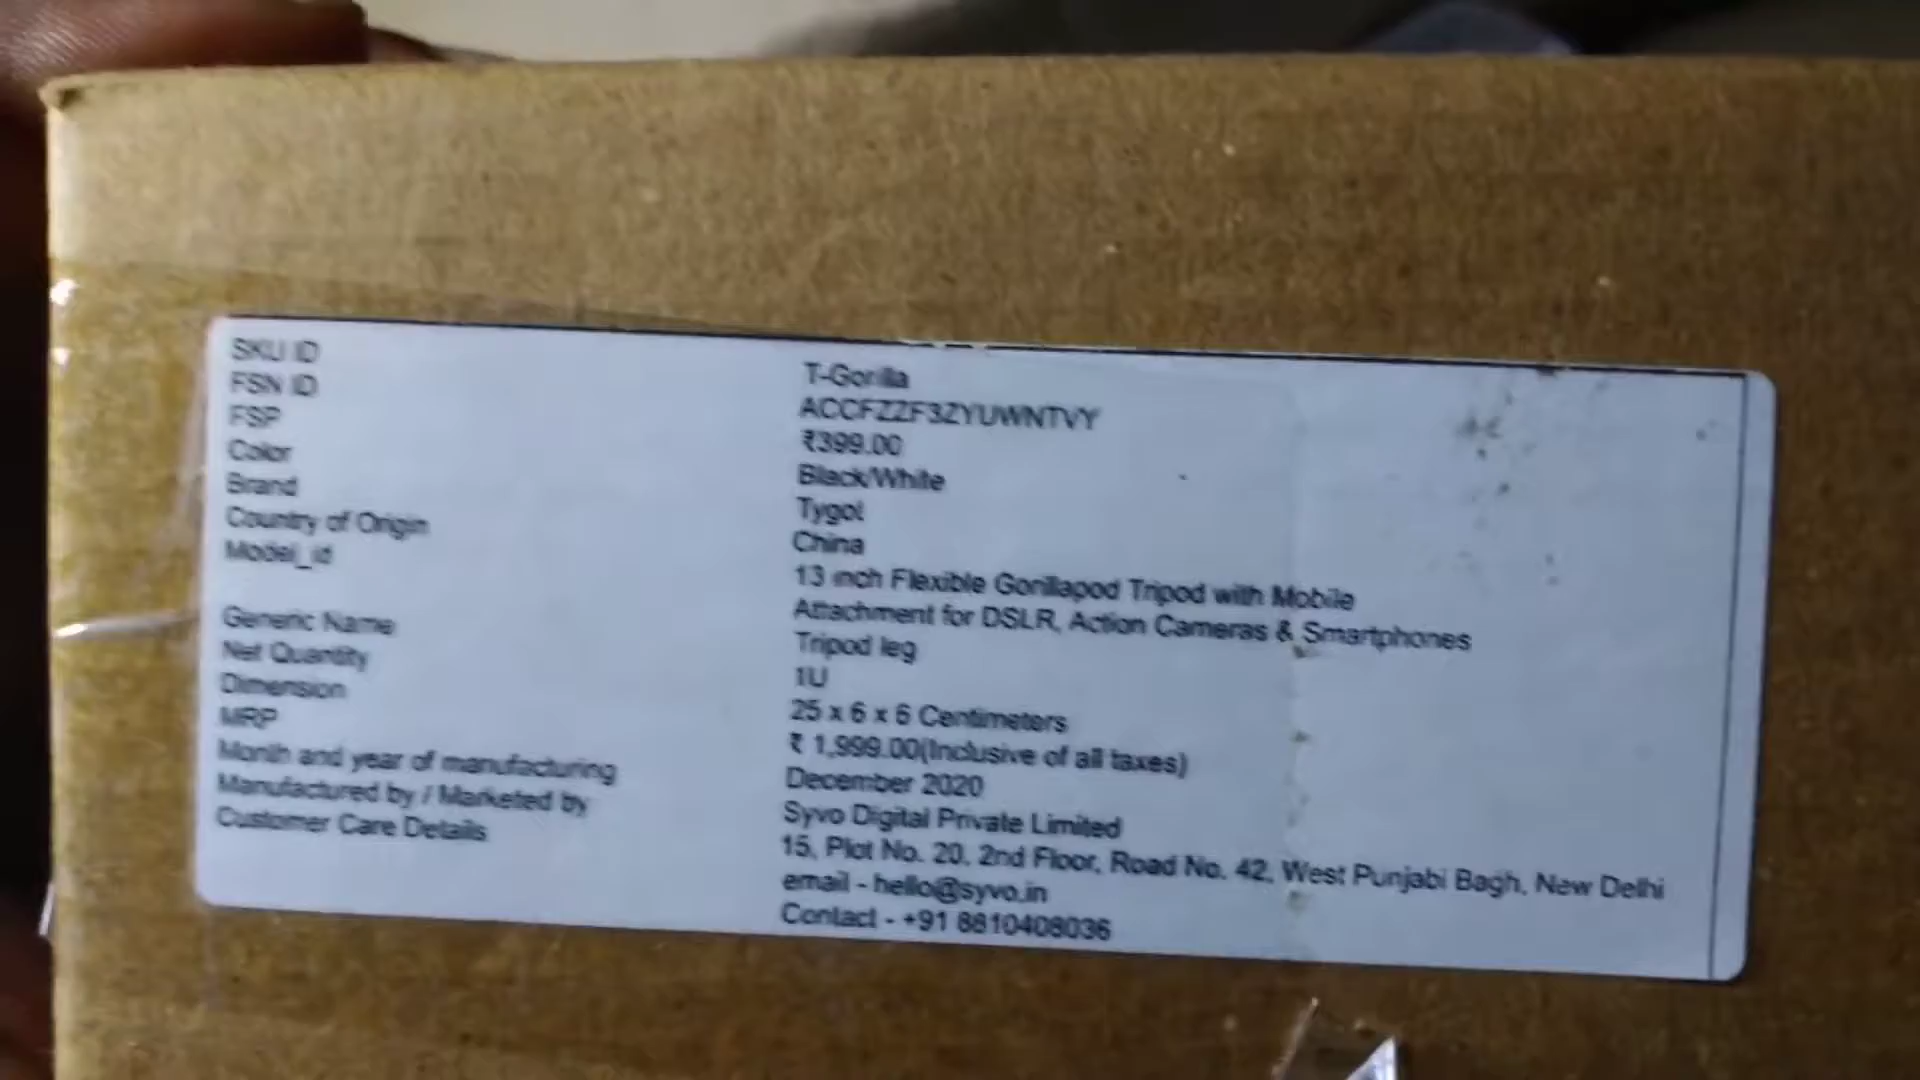 SKU ID T-Gorilla
FSN ID ACCFZZF3ZYUWNTVY
FSP ₹399.00
Color Black/White
Brand Tygot
Country of Origin China
Model_id 13 inch Flexible Gorillapod Tripod with Mobile
Attachment for DSLR, Action Cameras & Smartphones
Generic Name Tripod leg
Net Quantity 1U
Dimension 25 x 6 x 6 Centimeters
MRP ₹ 1,999.00(Inclusive of all taxes)
Month and year of manufacturing December 2020
Manufactured by / Marketed by Syvo Digital Private Limited
Customer Care Details 15, Plot No. 20, 2nd Floor, Road No. 42, West Punjabi Bagh, New Delhi
email - hello@syvo.in
Contact - +91 8810408036